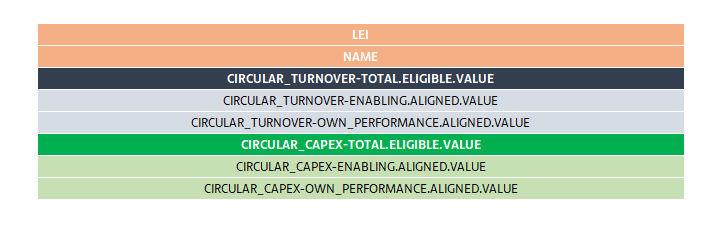 LEI
NAME
CIRCULAR_TURNOVER-TOTAL.ELIGIBLE.VALUE
CIRCULAR_TURNOVER-ENABLING.ALIGNED.VALUE
CIRCULAR_TURNOVER-OWN_PERFORMANCE.ALIGNED.VALUE
CIRCULAR_CAPEX-TOTAL.ELIGIBLE.VALUE
CIRCULAR_CAPEX-ENABLING.ALIGNED.VALUE
CIRCULAR_CAPEX-OWN_PERFORMANCE.ALIGNED.VALUE